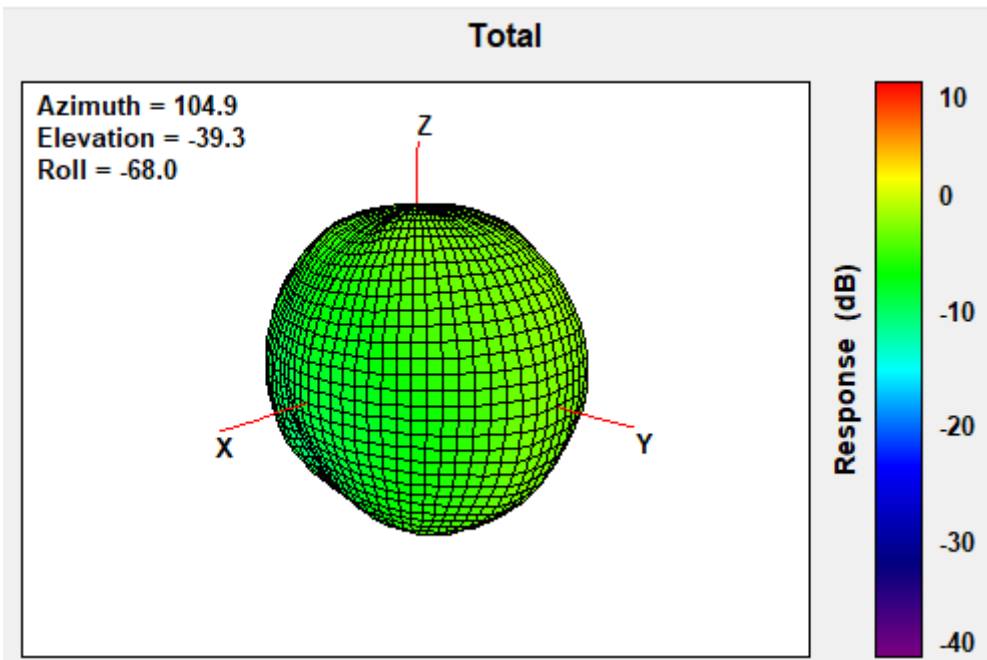 Total
Azimuth = 104.9
Elevation = -39.3
Roll = -68.0
Z
X
Y
Response (dB)
10
0
-10
-20
-30
-40